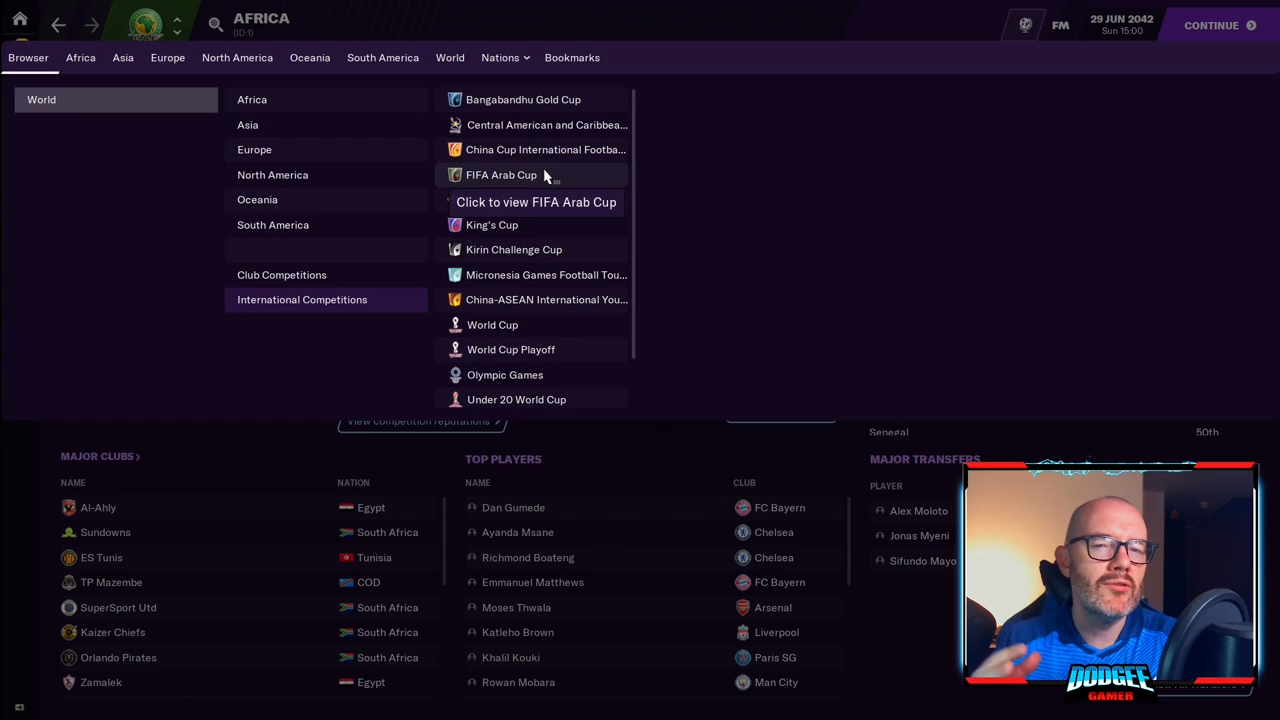 AFRICA
(ID:1)
FM
29 JUN 2042
Sun 15:00
CONTINUE
Browser
Africa
Asia
Europe
North America
Oceania
South America
World
Nations
Bookmarks
World
Africa
Asia
Europe
North America
Oceania
South America
Club Competitions
International Competitions
Bangabandhu Gold Cup
Central American and Caribbea...
China Cup International Footba...
FIFA Arab Cup
Click to view FIFA Arab Cup
King's Cup
Kirin Challenge Cup
Micronesia Games Football Tou...
China-ASEAN International You...
World Cup
World Cup Playoff
Olympic Games
Under 20 World Cup
View competition reputations >
Senegal 50th
MAJOR CLUBS >
NAME NATION
Al-Ahly Egypt
Sundowns South Africa
ES Tunis Tunisia
TP Mazembe COD
SuperSport Utd South Africa
Kaizer Chiefs South Africa
Orlando Pirates South Africa
Zamalek Egypt
TOP PLAYERS
NAME CLUB
Dan Gumede FC Bayern
Ayanda Msane Chelsea
Richmond Boateng Chelsea
Emmanuel Matthews FC Bayern
Moses Thwala Arsenal
Katleho Brown Liverpool
Khalil Kouki Paris SG
Rowan Mobara Man City
MAJOR TRANSFERS
PLAYER
Alex Moloto
Jonas Myeni
Sifundo Mayo
DODGEE
GAMER